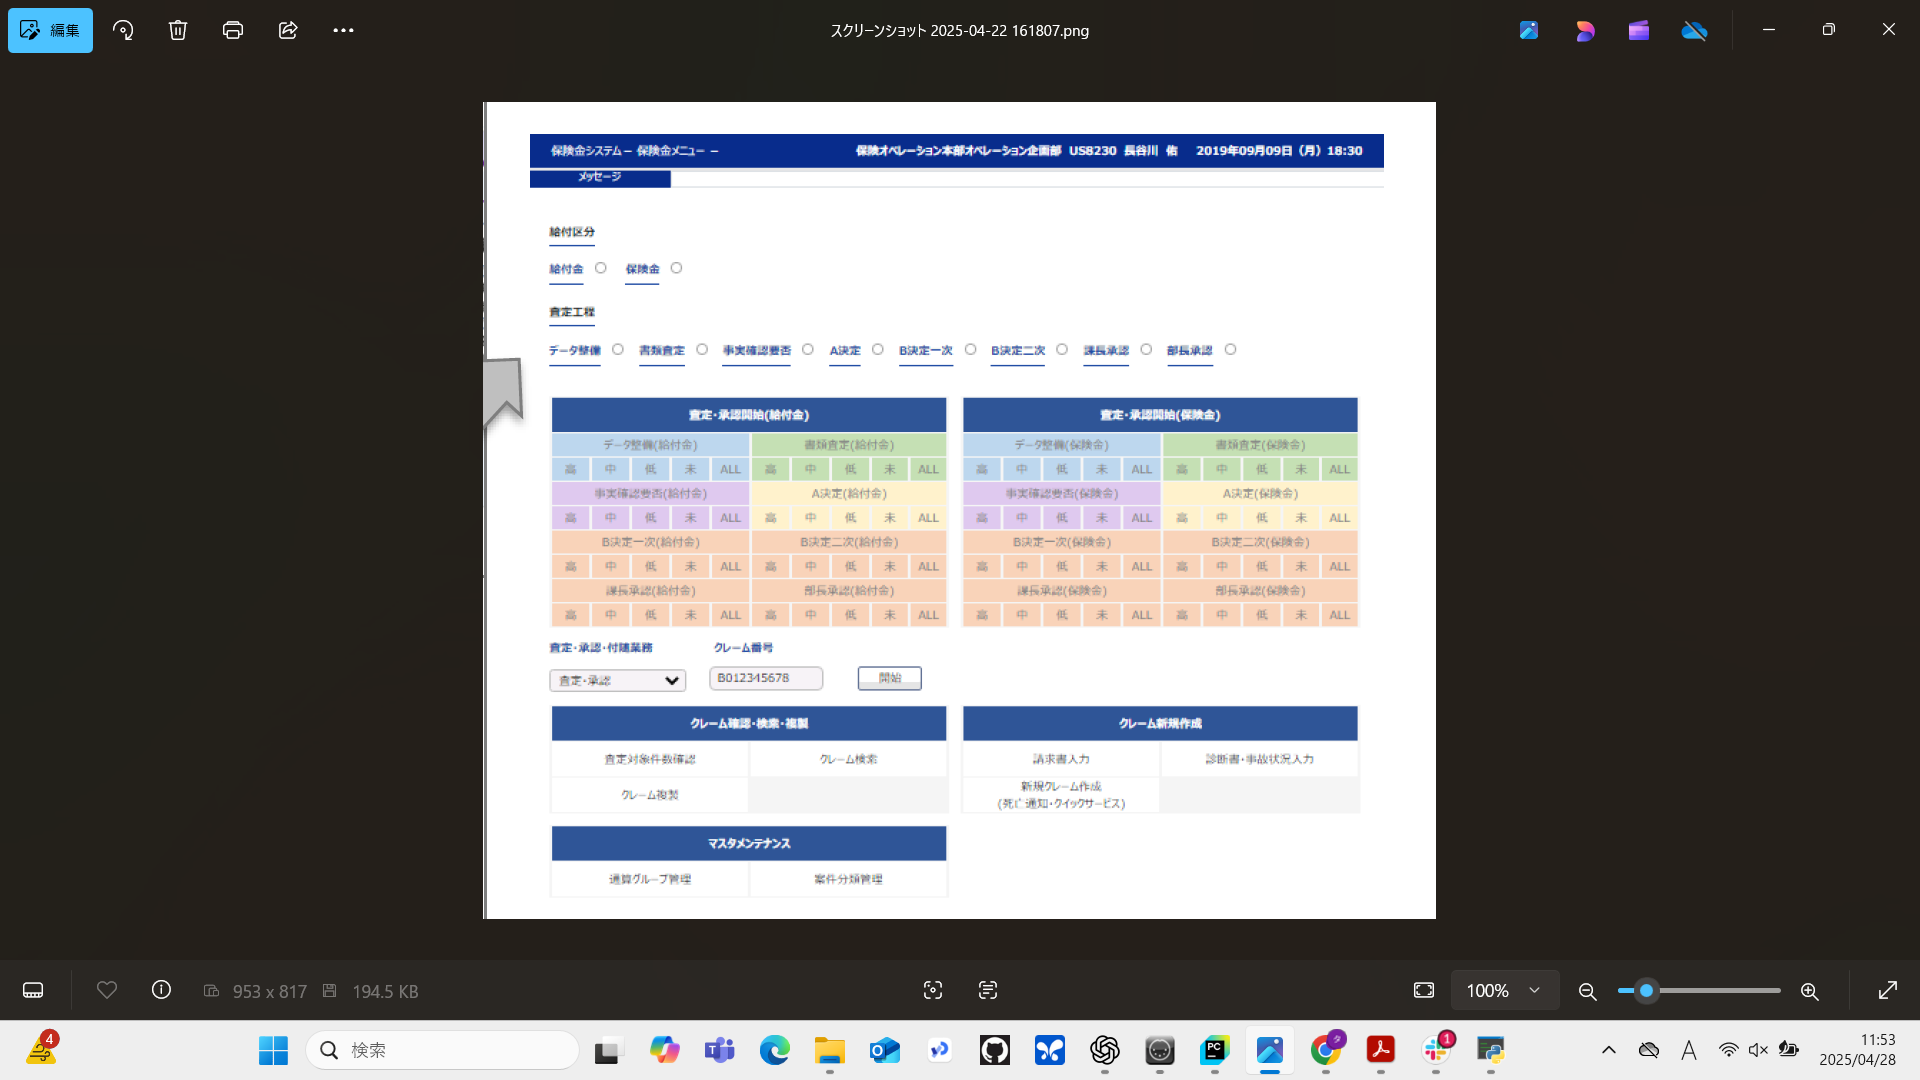 編集
スクリーンショット 2025-04-22 161807.png
保険金システム－ 保険金メニュー －
保険オペレーション本部オペレーション企画部 US8230 長谷川 佑 2019年09月09日（月）18:30
メッセージ
給付区分
給付金 保険金
査定工程
データ整備 書類査定 事実確認要否 A決定 B決定一次 B決定二次 課長承認 部長承認
査定・承認開始(給付金) 査定・承認開始(保険金)
データ整備(給付金) 書類査定(給付金) データ整備(保険金) 書類査定(保険金)
高 中 低 未 ALL 高 中 低 未 ALL 高 中 低 未 ALL 高 中 低 未 ALL
事実確認要否(給付金) A決定(給付金) 事実確認要否(保険金) A決定(保険金)
高 中 低 未 ALL 高 中 低 未 ALL 高 中 低 未 ALL 高 中 低 未 ALL
B決定一次(給付金) B決定二次(給付金) B決定一次(保険金) B決定二次(保険金)
高 中 低 未 ALL 高 中 低 未 ALL 高 中 低 未 ALL 高 中 低 未 ALL
課長承認(給付金) 部長承認(給付金) 課長承認(保険金) 部長承認(保険金)
高 中 低 未 ALL 高 中 低 未 ALL 高 中 低 未 ALL 高 中 低 未 ALL
査定・承認・付随業務 クレーム番号
査定・承認 B012345678 開始
クレーム確認・検索・複製 クレーム新規作成
査定対象件数確認 クレーム検索 請求書入力 診断書・事故状況入力
クレーム複製 新規クレーム作成
(死亡通知・クイックサービス)
マスタメンテナンス
通算グループ管理 案件分類管理
953 x 817 194.5 KB
100%
4
検索
PC
1
A
11:53
2025/04/28